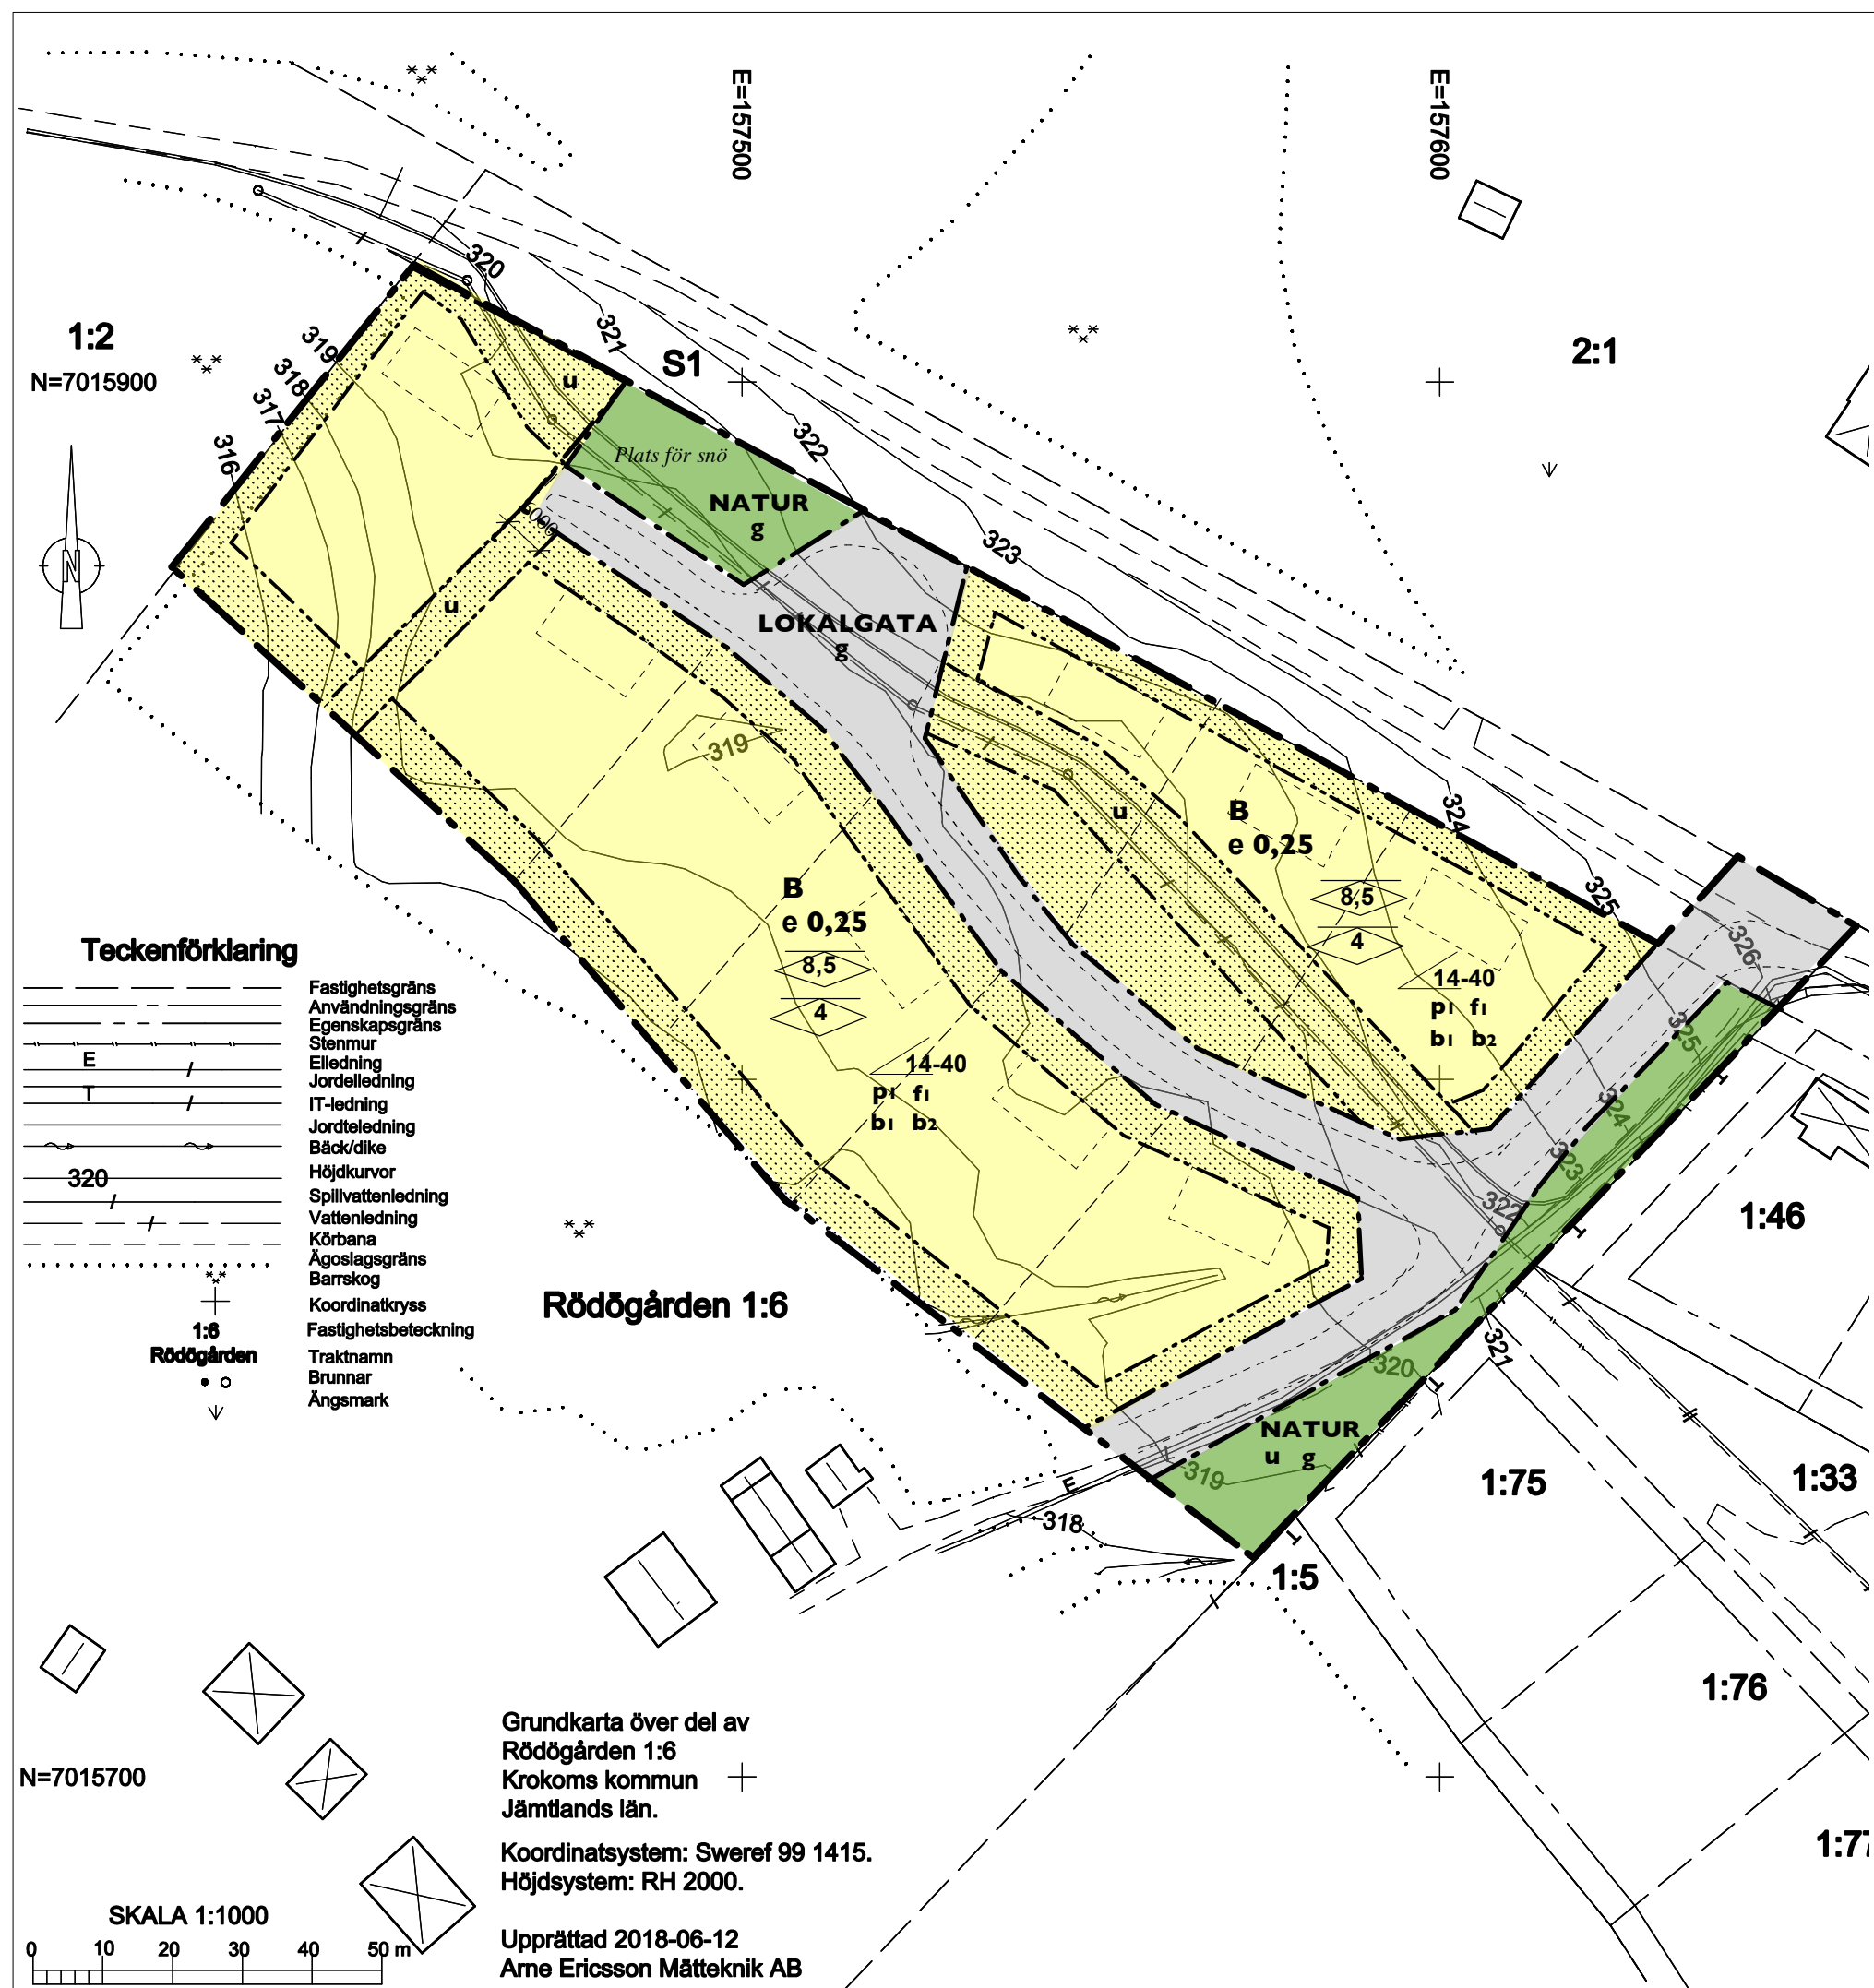 E=157500
E=157600
320
321
S1
1:2
N=7015900
319
318
317
316
2:1
u
Plats för snö
NATUR
g
322
6000
323
N
u
LOKALGATA
g
319
u
B
e 0,25
8,5
4
324
325
14-40
p1 f1
b1 b2
B
e 0,25
8,5
4
14-40
p1 f1
b1 b2
326
325
324
323
322
321
320
1:46
Teckenförklaring
Fastighetsgräns
Användningsgräns
Egenskapsgräns
Stenmur
E Elledning
Jordelledning
T IT-ledning
Jordteledning
Bäck/dike
320 Höjdkurvor
Spillvattenledning
Vattenledning
Körbana
Ägoslagsgräns
Barrskog
Koordinatkryss
1:6 Fastighetsbeteckning
Rödögården Traktnamn
Brunnar
Ängsmark
Rödögården 1:6
NATUR
u g
319
E
318
1:75
1:33
1:5
1:76
1:77
N=7015700
Grundkarta över del av
Rödögården 1:6
Krokoms kommun
Jämtlands län.
Koordinatsystem: Sweref 99 1415.
Höjdsystem: RH 2000.
Upprättad 2018-06-12
Arne Ericsson Mätteknik AB
SKALA 1:1000
0 10 20 30 40 50 m